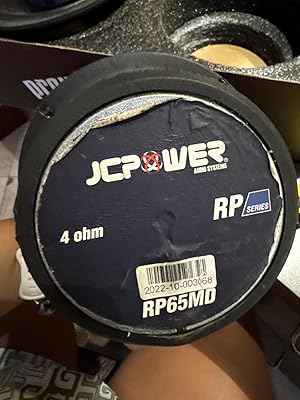 JCPOWER
AUDIO SYSTEMS
RP SERIES
4 ohm
2022-10-003068
RP65MD